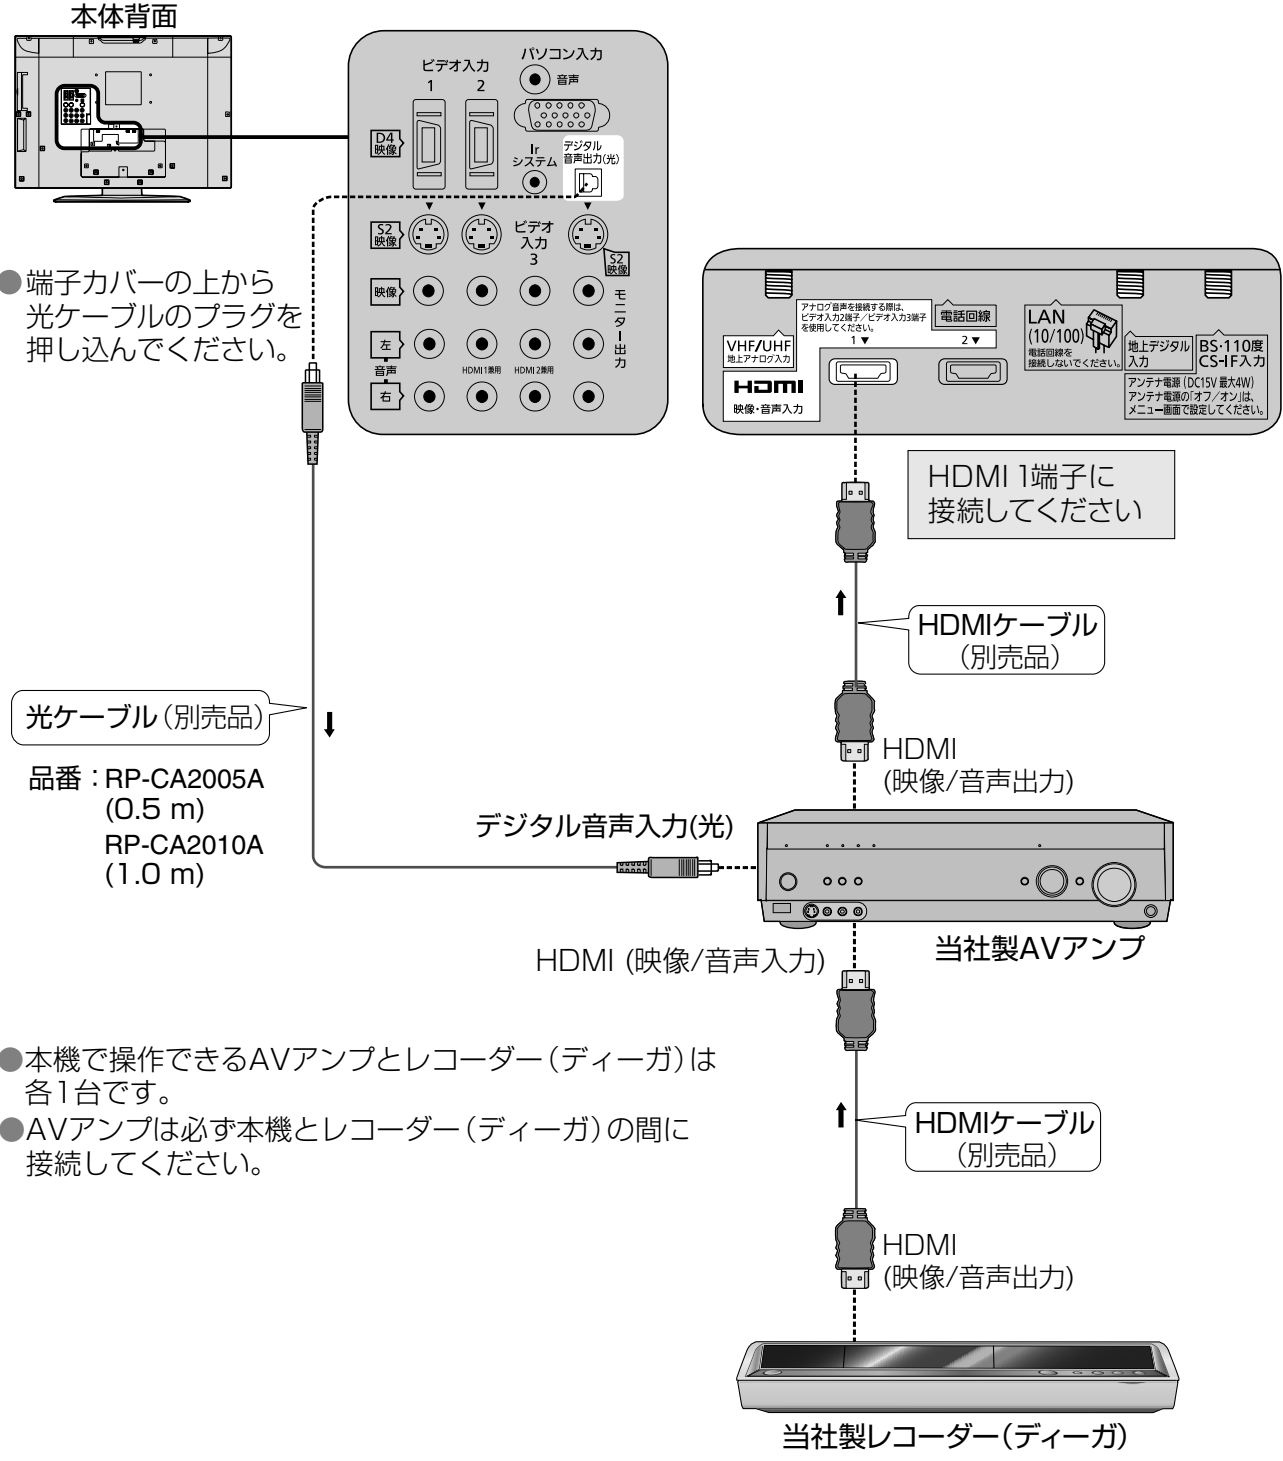 本体背面
ビデオ入力
1
2
パソコン入力
音声
D4
映像
Ir
システム
デジタル
音声出力(光)
S2
映像
ビデオ
入力
3
S2
映像
映像
モニター出力
左
音声
右
HDMI1兼用
HDMI2兼用
●端子カバーの上から
光ケーブルのプラグを
押し込んでください。
アナログ音声を接続する際は、
ビデオ入力2端子/ビデオ入力3端子
を使用してください。
電話回線
1▼
2▼
VHF/UHF
地上アナログ入力
HDMI
映像・音声入力
LAN
(10/100)
電話回線を
接続しないでください。
地上デジタル
入力
BS・110度
CS-IF入力
アンテナ電源(DC15V 最大4W)
アンテナ電源の「オフ/オン」は、
メニュー画面で設定してください。
HDMI 1端子に
接続してください
HDMIケーブル
(別売品)
光ケーブル(別売品)
品番:RP-CA2005A
(0.5 m)
RP-CA2010A
(1.0 m)
HDMI
(映像/音声出力)
デジタル音声入力(光)
当社製AVアンプ
HDMI (映像/音声入力)
●本機で操作できるAVアンプとレコーダー(ディーガ)は
各1台です。
●AVアンプは必ず本機とレコーダー(ディーガ)の間に
接続してください。
HDMIケーブル
(別売品)
HDMI
(映像/音声出力)
当社製レコーダー(ディーガ)